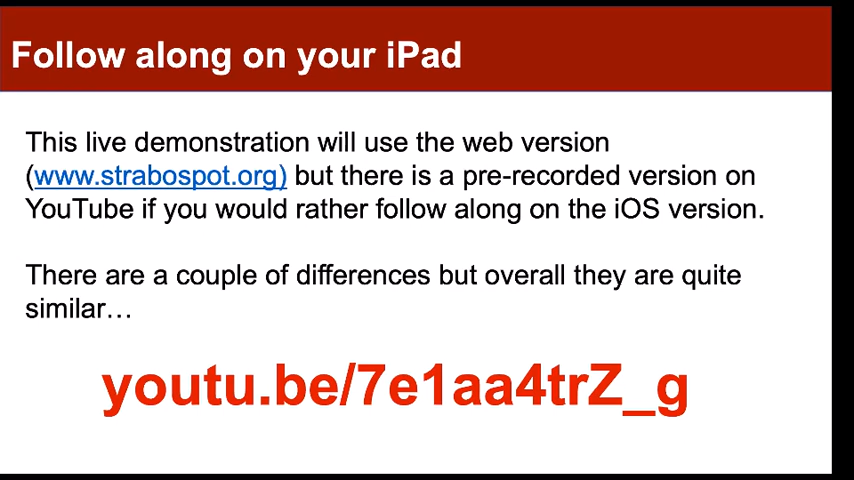 Follow along on your iPad
This live demonstration will use the web version
(www.strabospot.org) but there is a pre-recorded version on
YouTube if you would rather follow along on the iOS version.
There are a couple of differences but overall they are quite
similar…
youtu.be/7e1aa4trZ_g